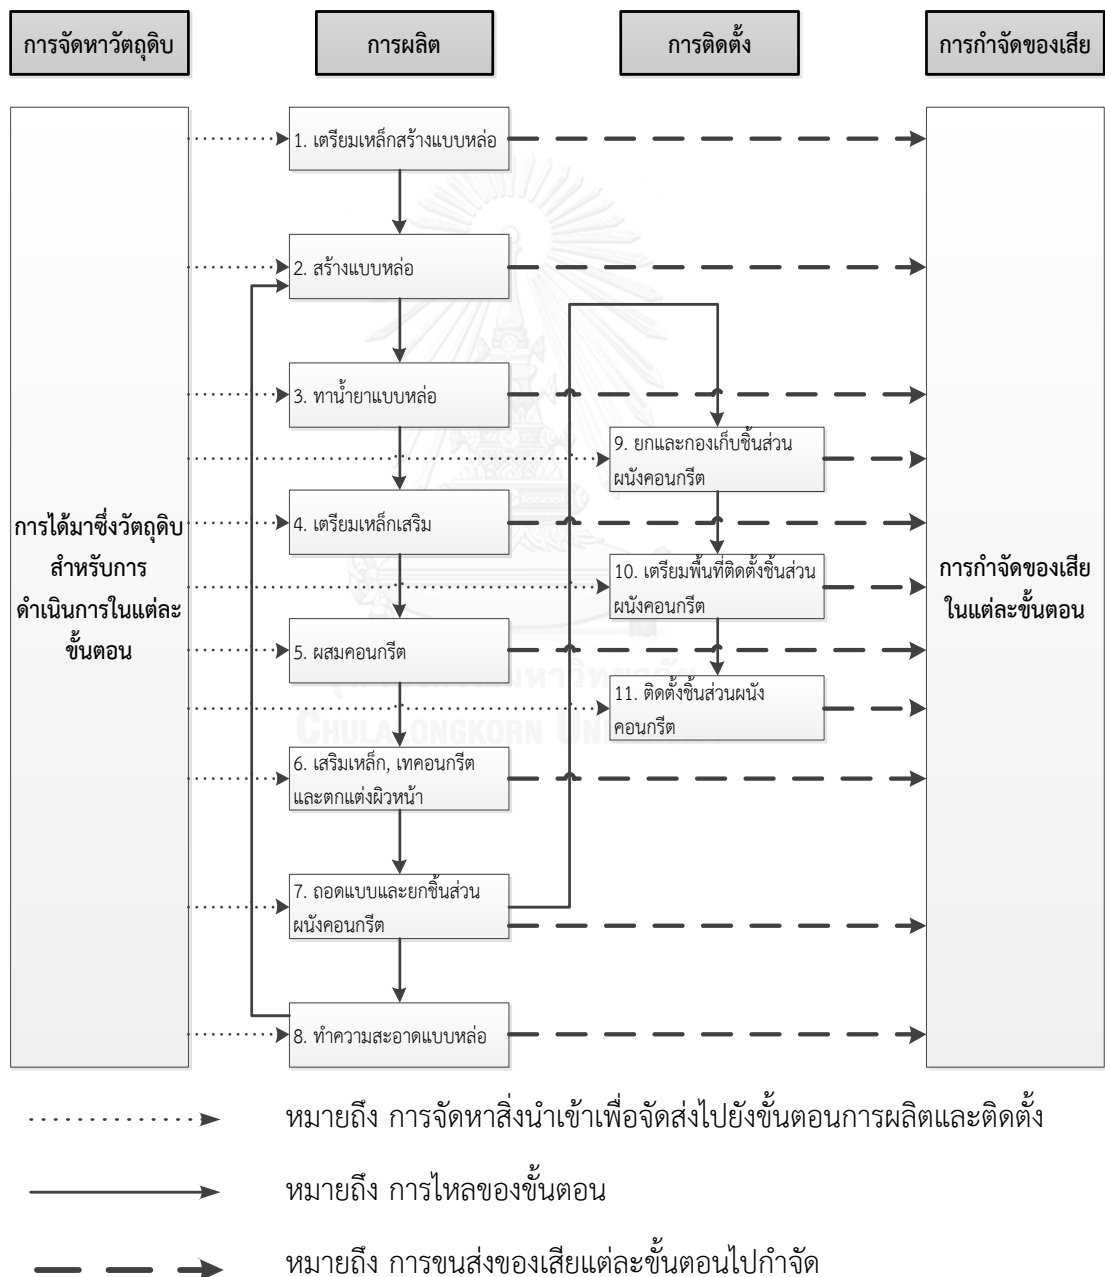 การจัดหาวัตถุดิบ
การผลิต
การติดตั้ง
การกำจัดของเสีย
การได้มาซึ่งวัตถุดิบ
สำหรับการ
ดำเนินการในแต่ละ
ขั้นตอน
1. เตรียมเหล็กสร้างแบบหล่อ
2. สร้างแบบหล่อ
3. ทาน้ำยาแบบหล่อ
4. เตรียมเหล็กเสริม
5. ผสมคอนกรีต
6. เสริมเหล็ก, เทคอนกรีต
และตกแต่งผิวหน้า
7. ถอดแบบและยกชิ้นส่วน
ผนังคอนกรีต
8. ทำความสะอาดแบบหล่อ
9. ยกและกองเก็บชิ้นส่วน
ผนังคอนกรีต
10. เตรียมพื้นที่ติดตั้งชิ้นส่วน
ผนังคอนกรีต
11. ติดตั้งชิ้นส่วนผนัง
คอนกรีต
การกำจัดของเสีย
ในแต่ละขั้นตอน
หมายถึง การจัดหาสิ่งนำเข้าเพื่อจัดส่งไปยังขั้นตอนการผลิตและติดตั้ง
หมายถึง การไหลของขั้นตอน
หมายถึง การขนส่งของเสียแต่ละขั้นตอนไปกำจัด